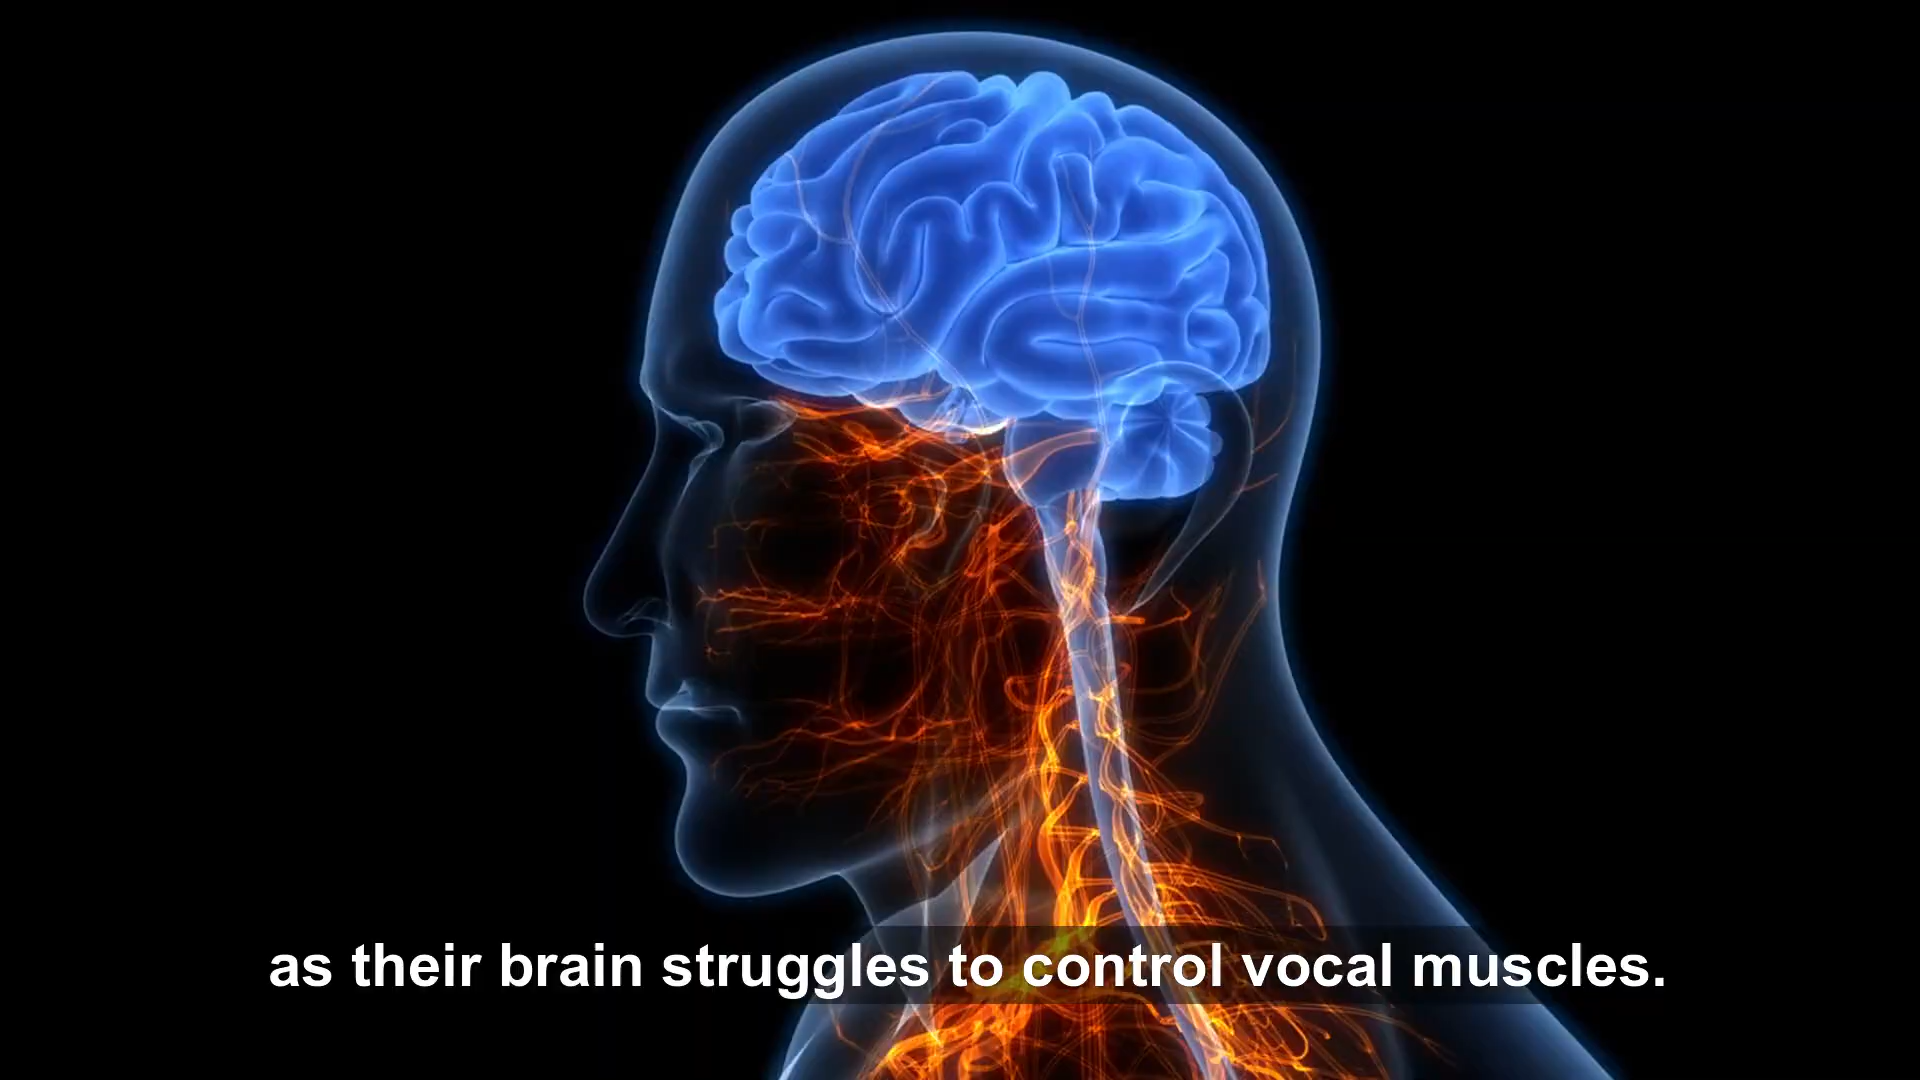 as their brain struggles to control vocal muscles.